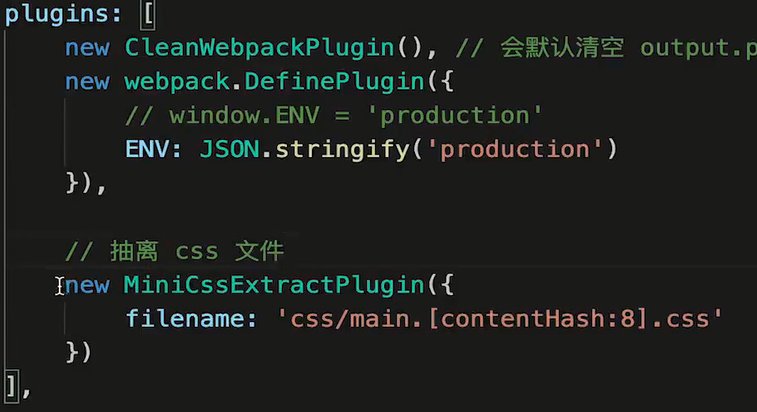 plugins: [
new CleanWebpackPlugin(), // 会默认清空 output.p
new webpack.DefinePlugin({
// window.ENV = 'production'
ENV: JSON.stringify('production')
}),
// 抽离 css 文件
new MiniCssExtractPlugin({
filename: 'css/main.[contentHash:8].css'
})
],